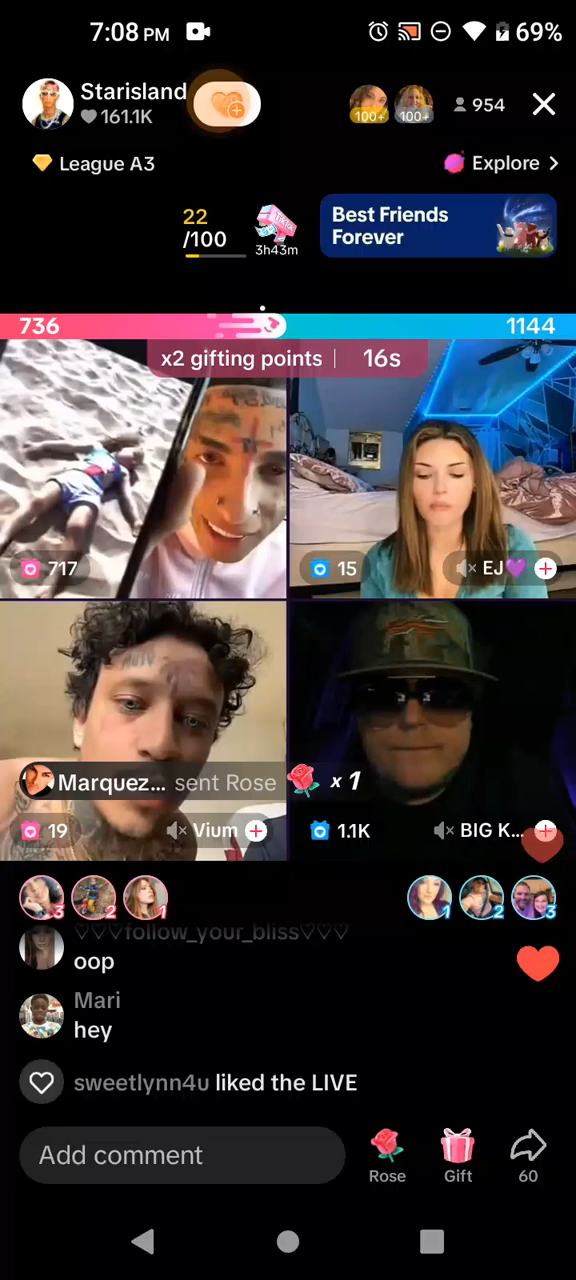 7:08 PM
69%
Starisland
161.1K
100+
100+
954
League A3
Explore
22
/100
TikTok
3h43m
Best Friends
Forever
736
1144
x2 gifting points
16s
717
15
EJ💜
Marquez... sent Rose
x 1
19
Vium
1.1K
BIG K...
3
2
1
1
2
3
♡♡♡follow_your_bliss♡♡♡
oop
Mari
hey
sweetlynn4u liked the LIVE
Add comment
Rose
Gift
60